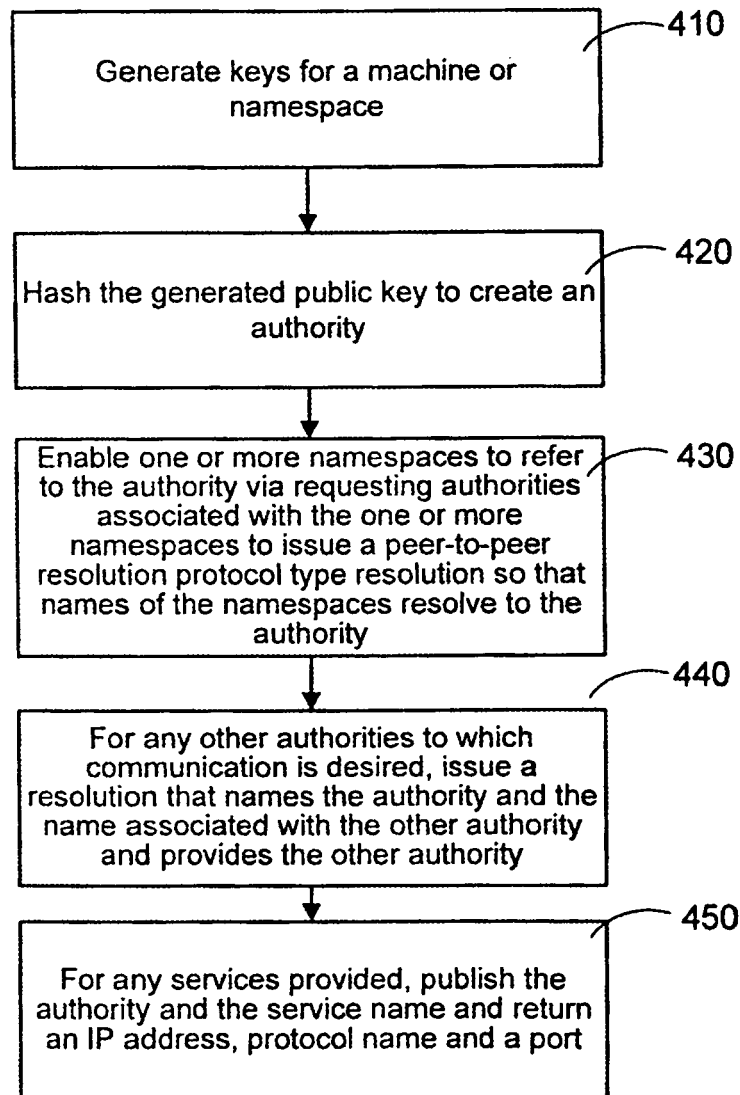 410
Generate keys for a machine or
namespace
420
Hash the generated public key to create an
authority
430
Enable one or more namespaces to refer
to the authority via requesting authorities
associated with the one or more
namespaces to issue a peer-to-peer
resolution protocol type resolution so that
names of the namespaces resolve to the
authority
440
For any other authorities to which
communication is desired, issue a
resolution that names the authority and the
name associated with the other authority
and provides the other authority
450
For any services provided, publish the
authority and the service name and return
an IP address, protocol name and a port